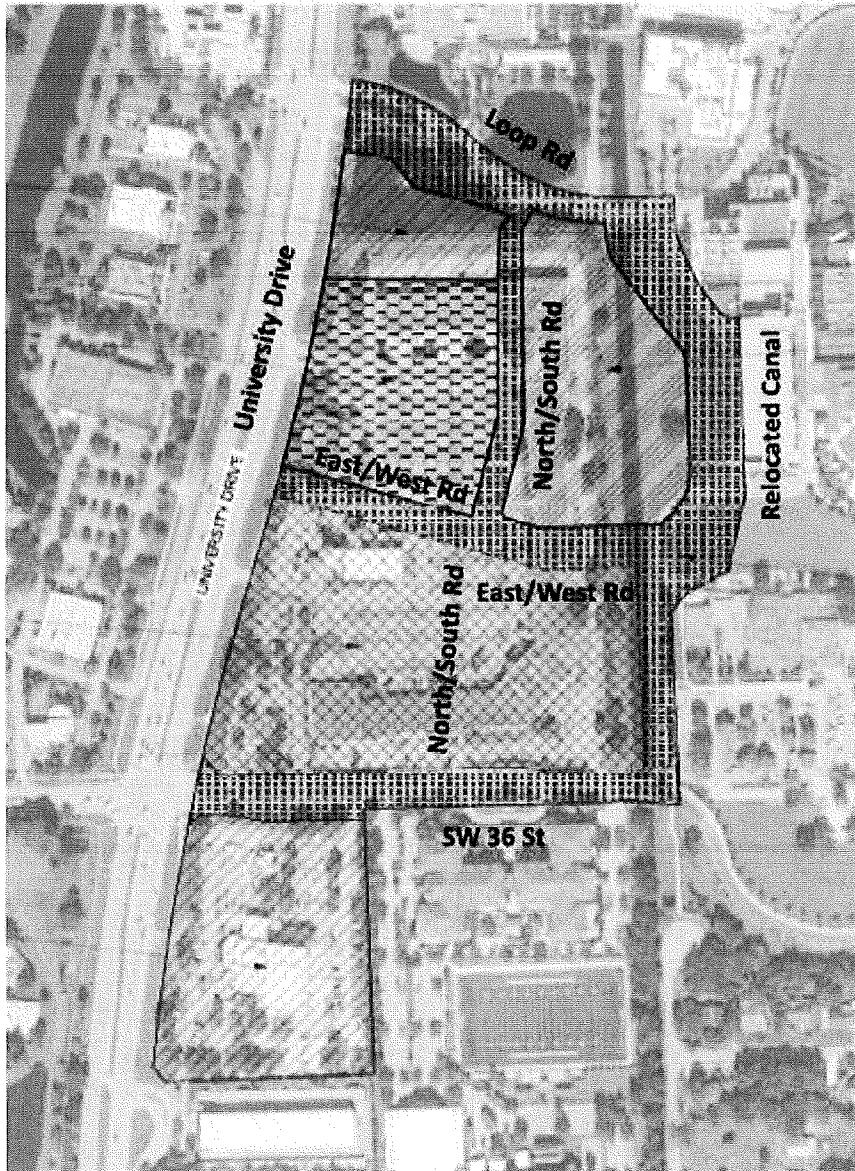 Loop Rd
University Drive
UNIVERSITY DRIVE
North/South Rd
Relocated Canal
East/West Rd
East/West Rd
North/South Rd
SW 36 St